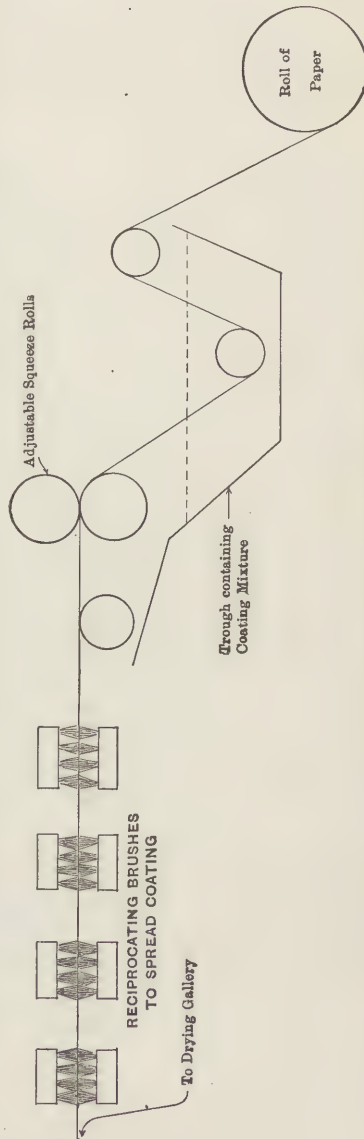 Roll of
Paper
Adjustable Squeeze Rolls
Trough containing
Coating Mixture
RECIPROCATING BRUSHES
TO SPREAD COATING
To Drying Gallery